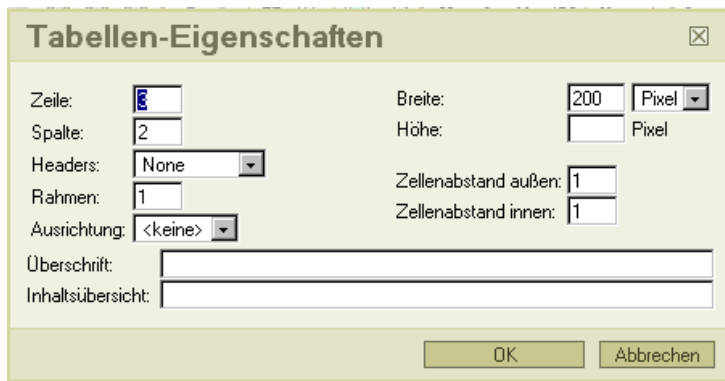 Tabellen-Eigenschaften
Zeile: 3
Spalte: 2
Headers: None
Rahmen: 1
Ausrichtung: <keine>
Breite: 200 Pixel
Höhe: Pixel
Zellenabstand außen: 1
Zellenabstand innen: 1
Überschrift:
Inhaltsübersicht:
OK Abbrechen